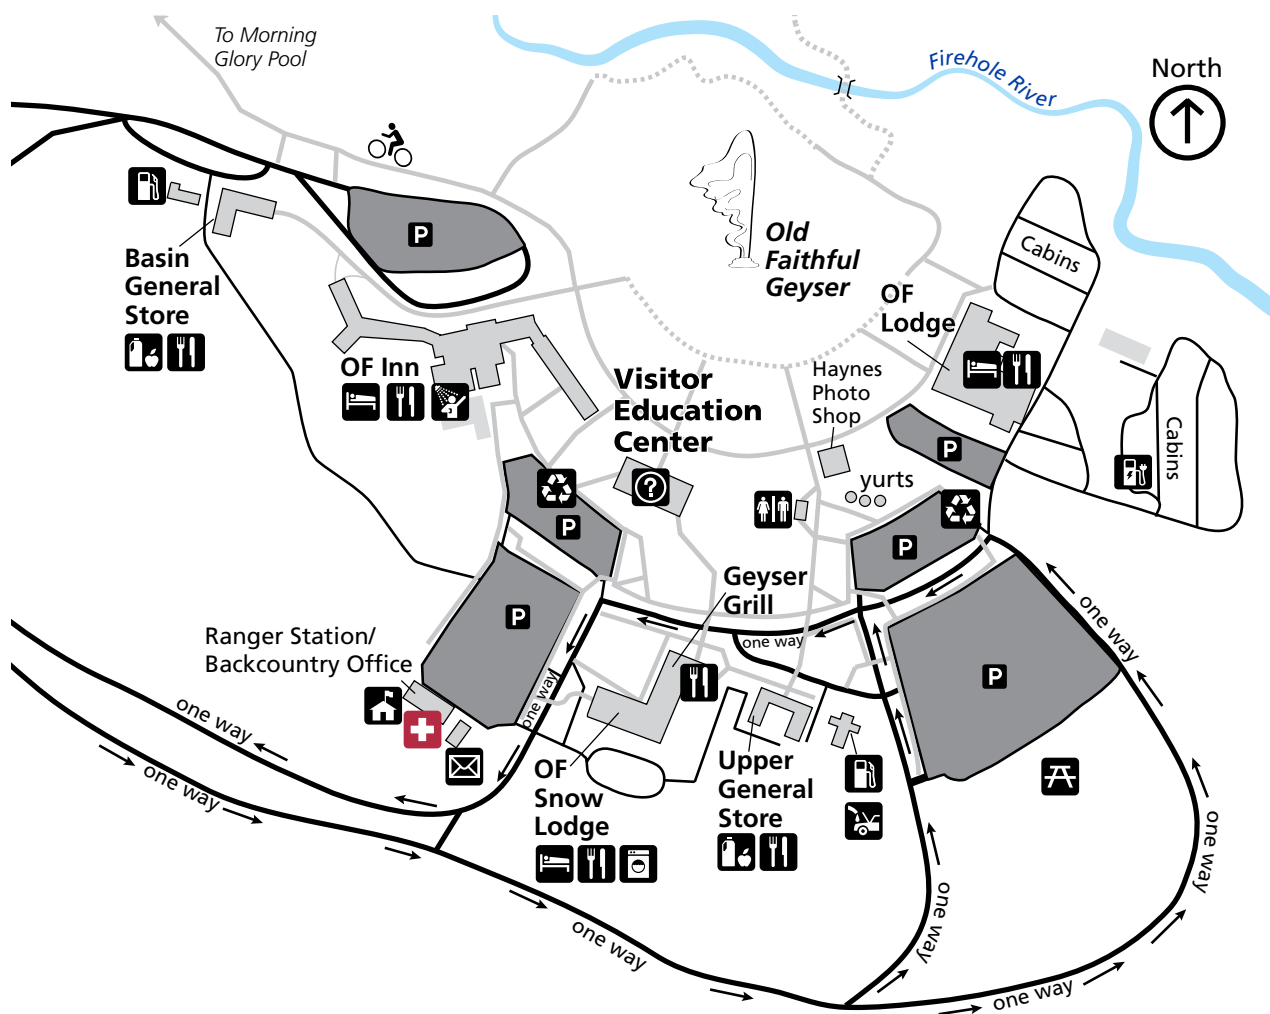 To Morning
Glory Pool
Firehole River
North
Old
Faithful
Geyser
Cabins
P
Basin
General
Store
OF
Lodge
OF Inn
Visitor
Education
Center
Haynes
Photo
Shop
Cabins
P
yurts
?
P
P
Geyser
Grill
P
one way
one way
Ranger Station/
Backcountry Office
P
one way
one way
one way
OF
Snow
Lodge
Upper
General
Store
one way
one way
one way
one way